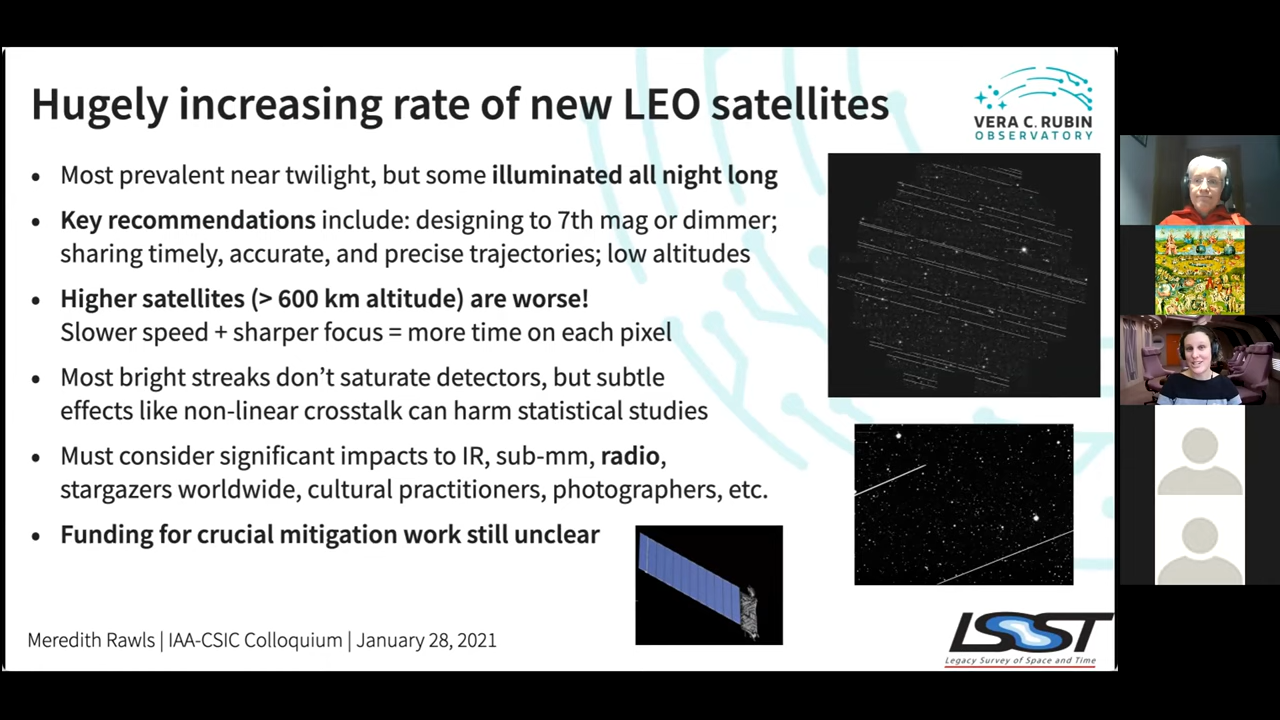 Hugely increasing rate of new LEO satellites
VERA C. RUBIN
OBSERVATORY
• Most prevalent near twilight, but some illuminated all night long
• Key recommendations include: designing to 7th mag or dimmer;
sharing timely, accurate, and precise trajectories; low altitudes
• Higher satellites (> 600 km altitude) are worse!
Slower speed + sharper focus = more time on each pixel
• Most bright streaks don’t saturate detectors, but subtle
effects like non-linear crosstalk can harm statistical studies
• Must consider significant impacts to IR, sub-mm, radio,
stargazers worldwide, cultural practitioners, photographers, etc.
• Funding for crucial mitigation work still unclear
Meredith Rawls | IAA-CSIC Colloquium | January 28, 2021
LSST
Legacy Survey of Space and Time